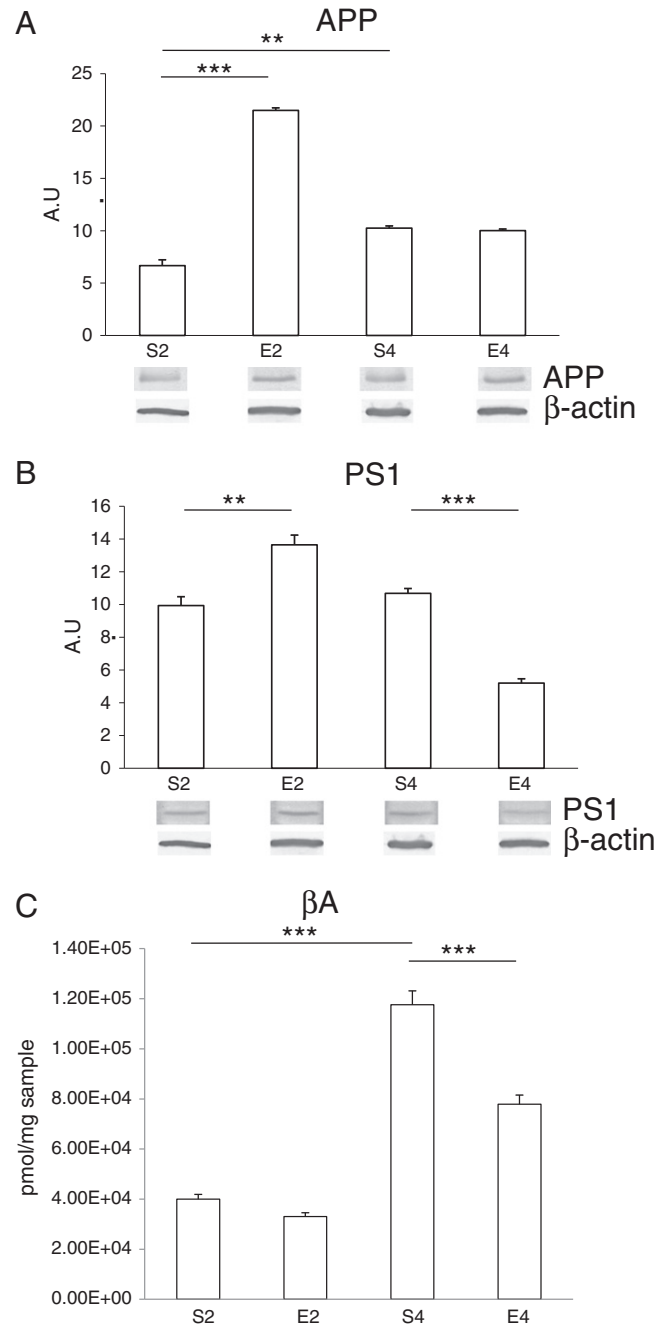 A
APP
**
***
25
20
15
10
5
0
A.U
S2 E2 S4 E4
APP
β-actin
B
PS1
** ***
16
14
12
10
8
6
4
2
0
A.U
S2 E2 S4 E4
PS1
β-actin
C
βA
***
***
1.40E+05
1.20E+05
1.00E+05
8.00E+04
6.00E+04
4.00E+04
2.00E+04
0.00E+00
pmol/mg sample
S2 E2 S4 E4